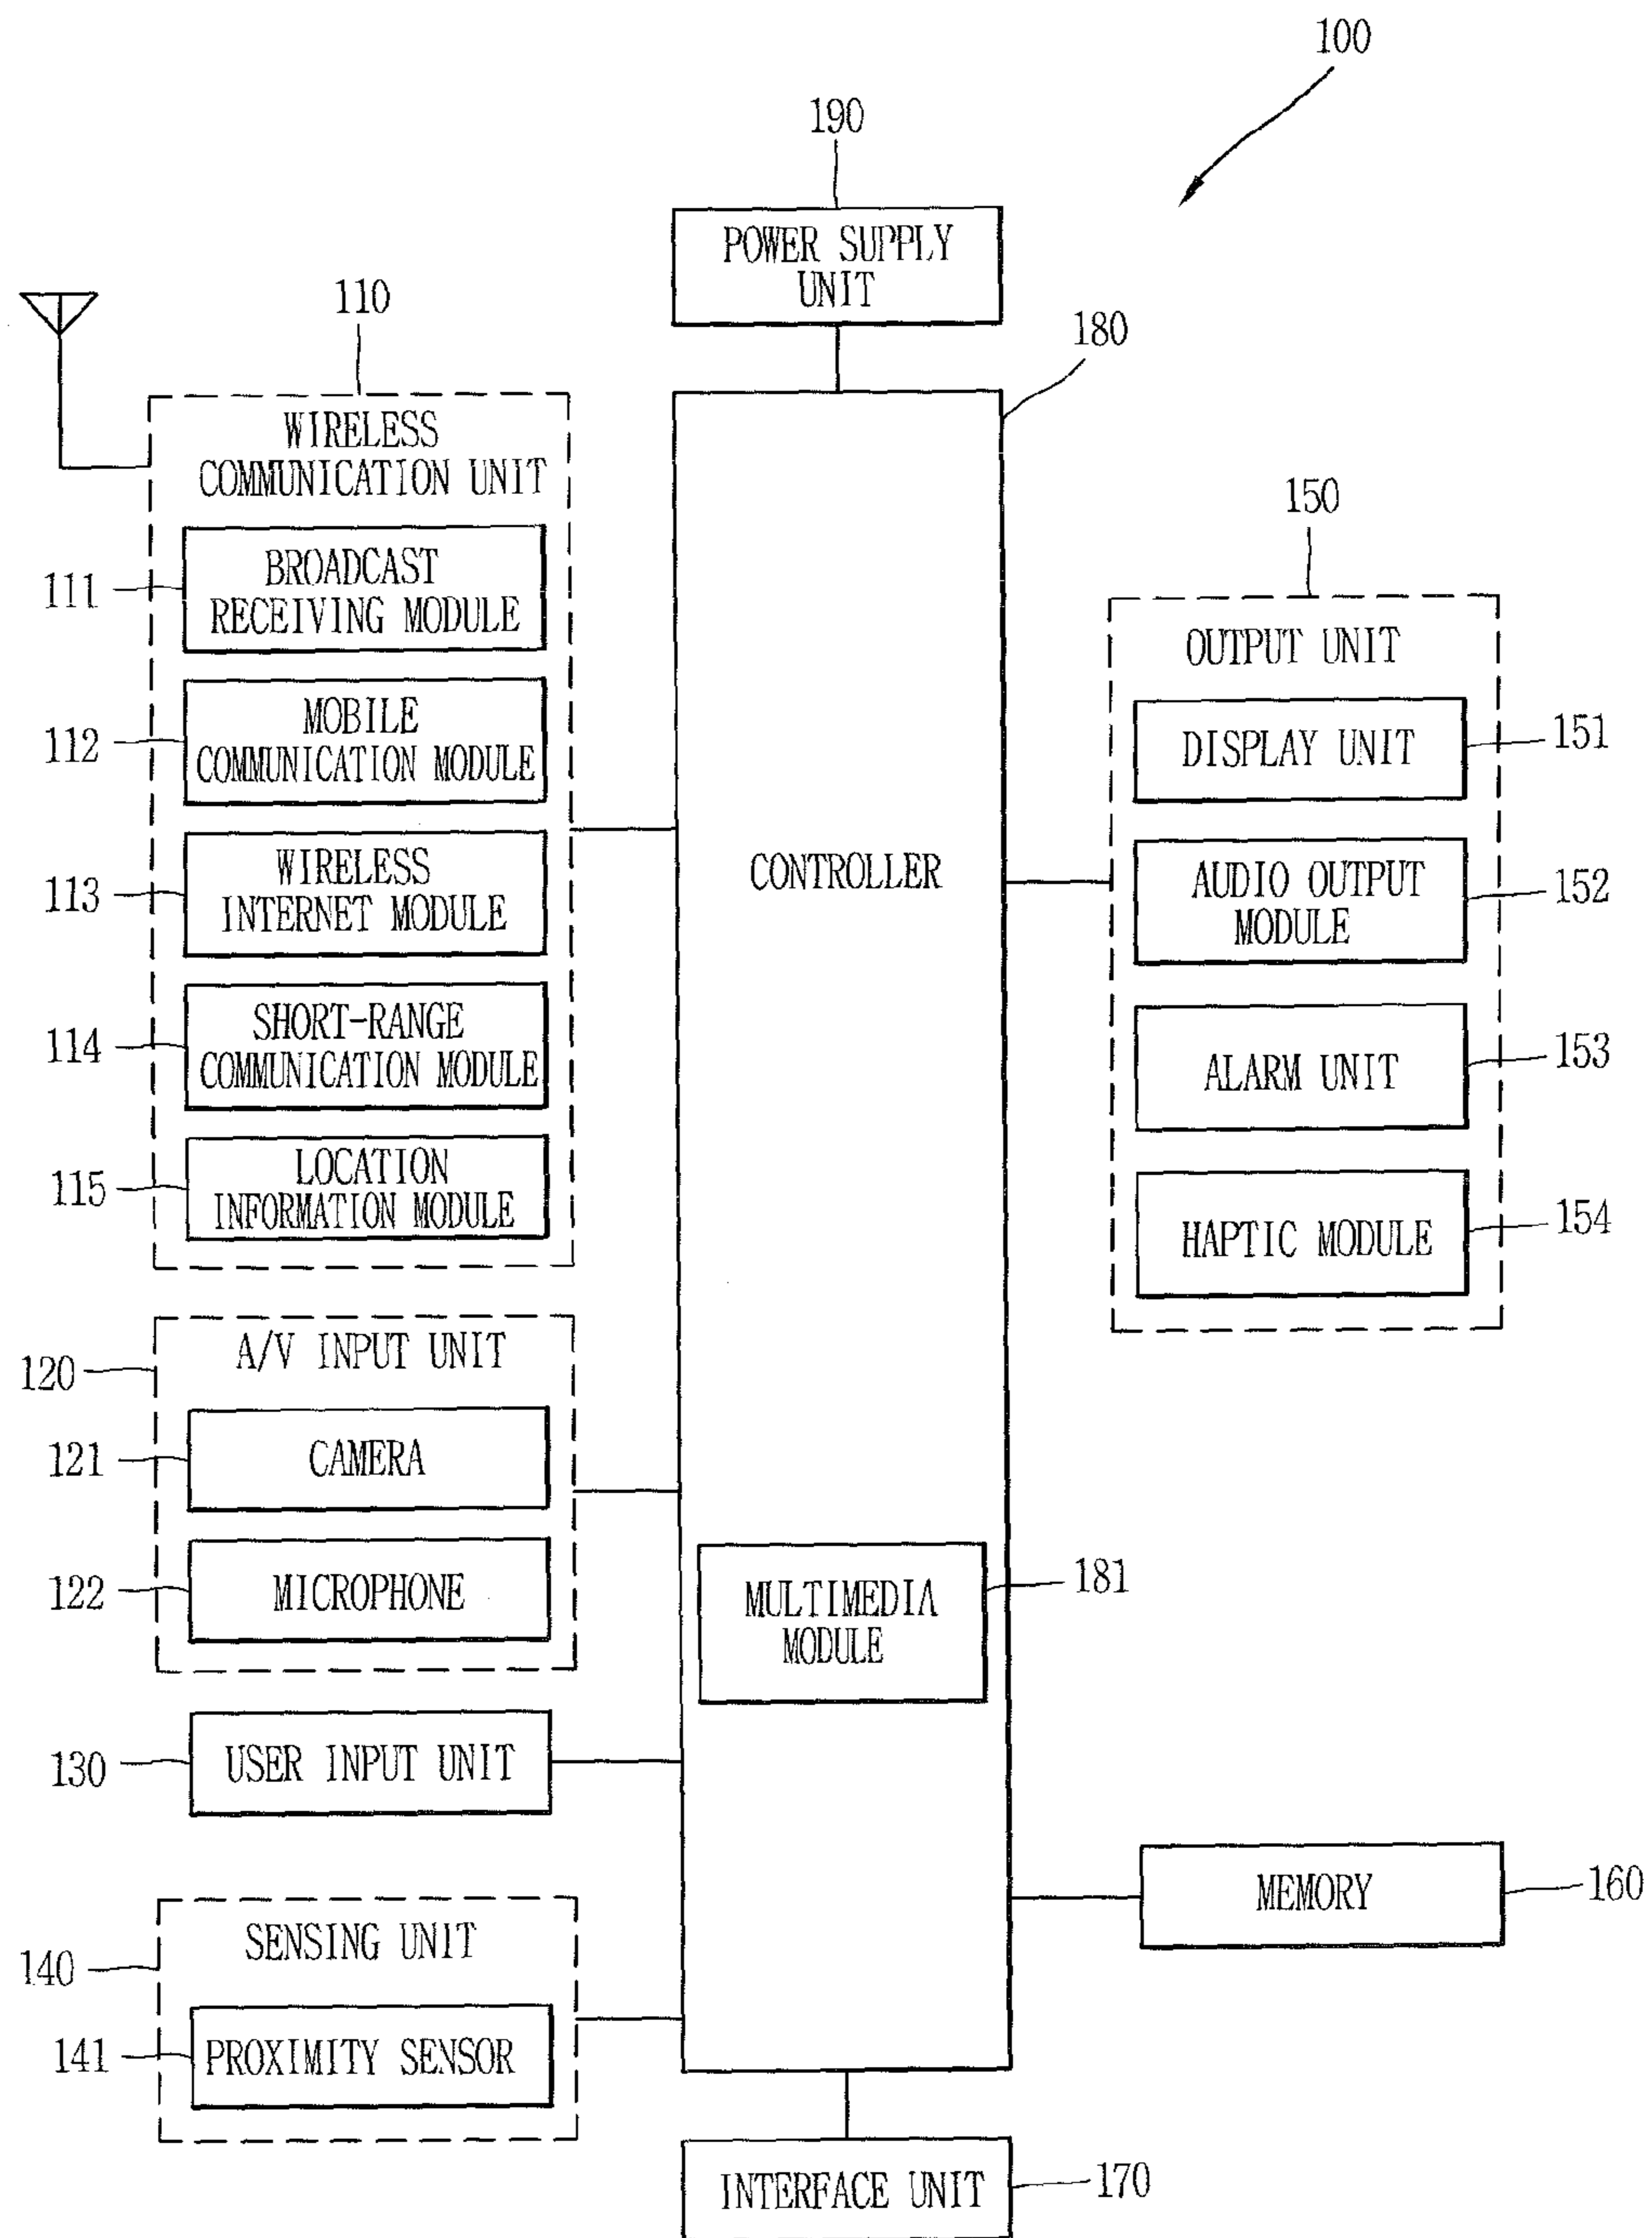 100
190
POWER SUPPLY
UNIT
110
180
WIRELESS
COMMUNICATION UNIT
111
BROADCAST
RECEIVING MODULE
112
MOBILE
COMMUNICATION MODULE
113
WIRELESS
INTERNET MODULE
114
SHORT-RANGE
COMMUNICATION MODULE
115
LOCATION
INFORMATION MODULE
120
A/V INPUT UNIT
121
CAMERA
122
MICROPHONE
130
USER INPUT UNIT
140
SENSING UNIT
141
PROXIMITY SENSOR
CONTROLLER
MULTIMEDIA
MODULE
181
150
OUTPUT UNIT
DISPLAY UNIT
151
AUDIO OUTPUT
MODULE
152
ALARM UNIT
153
HAPTIC MODULE
154
MEMORY
160
INTERFACE UNIT
170